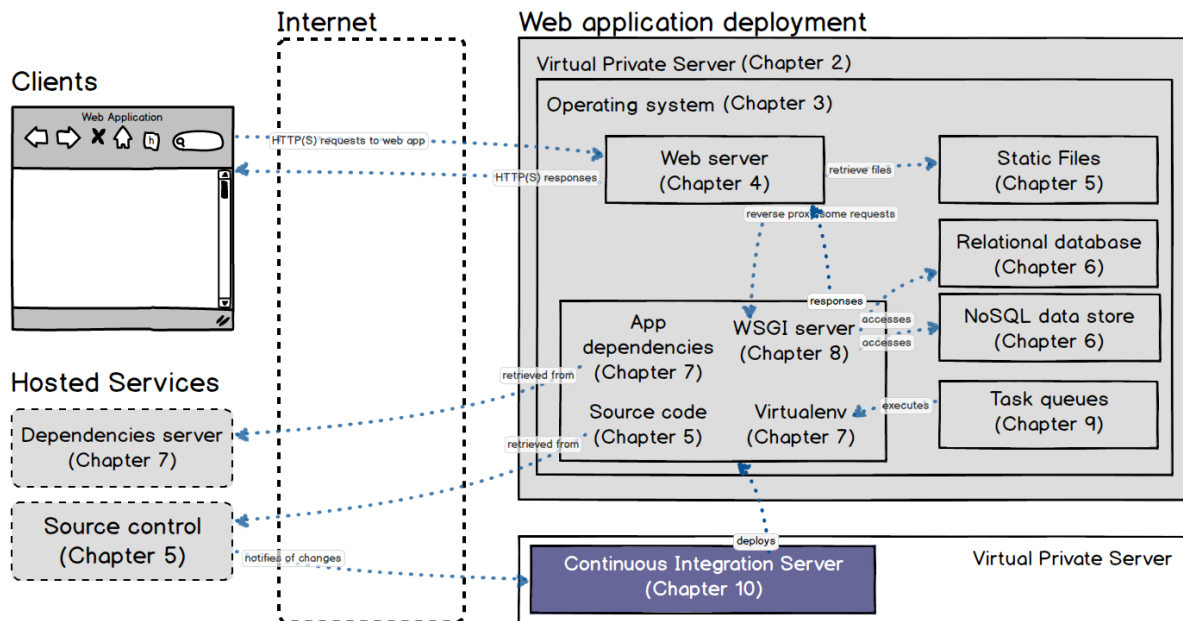 Internet
Web application deployment
Virtual Private Server (Chapter 2)
Clients
Operating system (Chapter 3)
Web Application
h
HTTP(S) requests to web app
Web server
(Chapter 4)
retrieve files
Static Files
(Chapter 5)
HTTP(S) responses
reverse proxy some requests
Relational database
(Chapter 6)
responses
accesses
NoSQL data store
(Chapter 6)
accesses
App
dependencies
(Chapter 7)
WSGI server
(Chapter 8)
Hosted Services
retrieved from
Dependencies server
(Chapter 7)
Source code
(Chapter 5)
Virtualenv
(Chapter 7)
executes
Task queues
(Chapter 9)
retrieved from
Source control
(Chapter 5)
notifies of changes
deploys
Continuous Integration Server
(Chapter 10)
Virtual Private Server